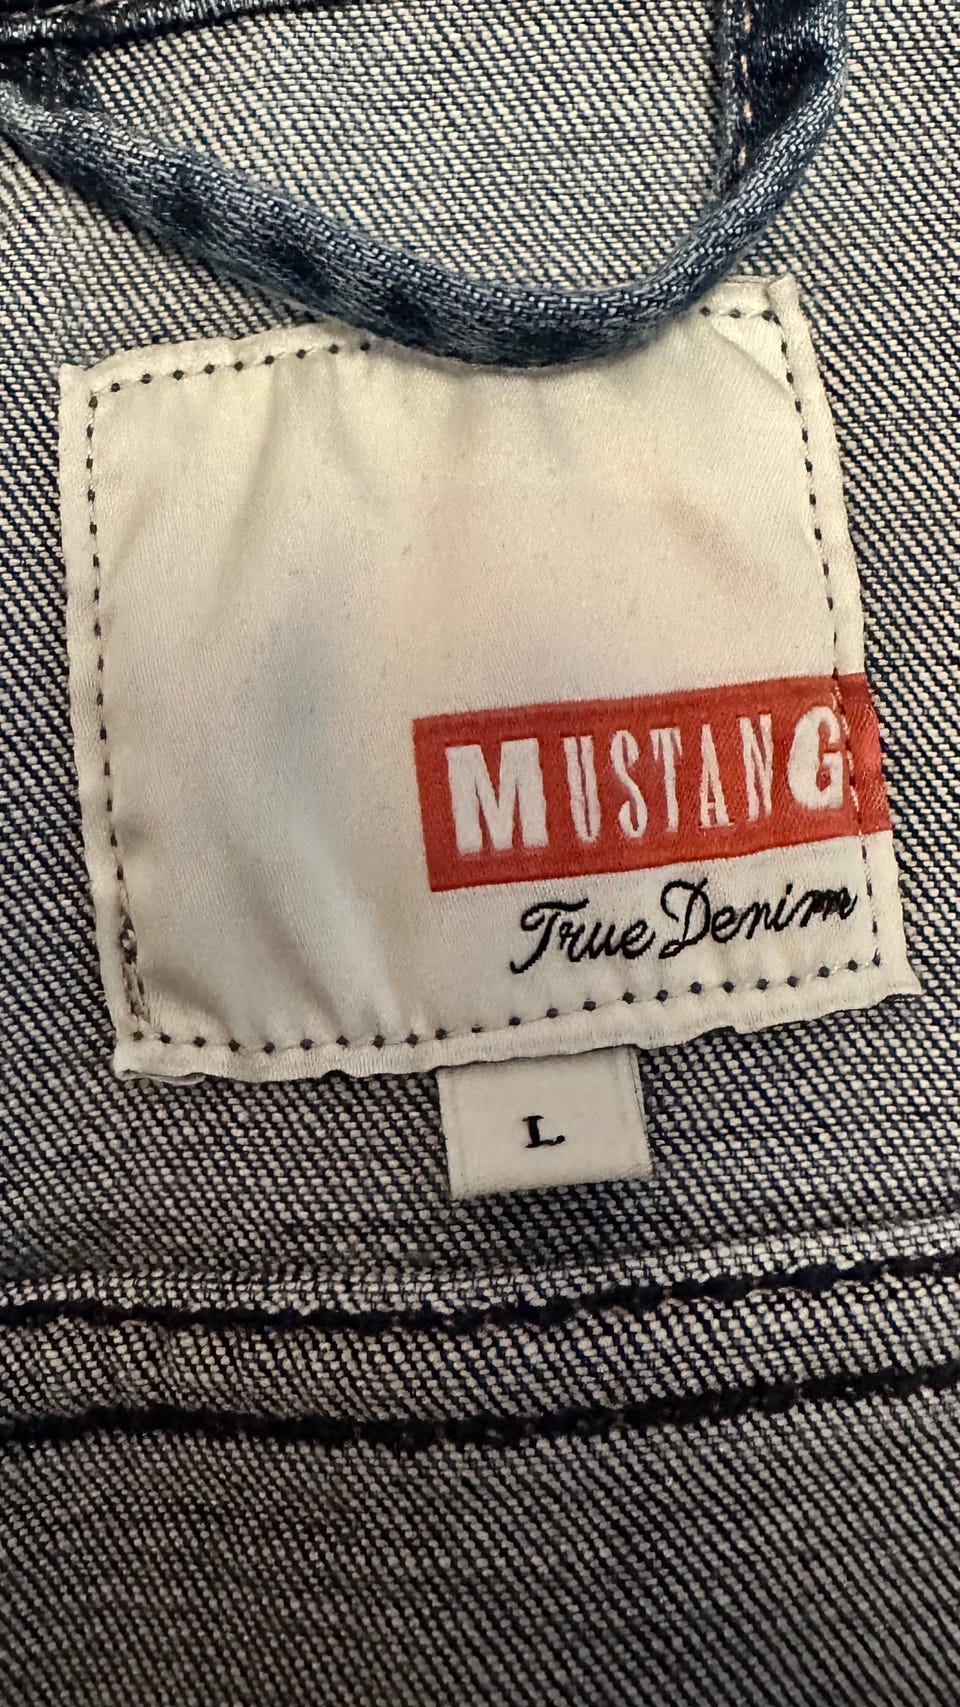 MUSTANG
True Denim
L